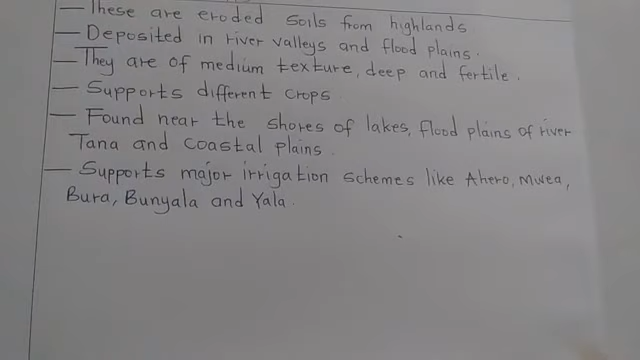 — These are eroded soils from highlands
— Deposited in river valleys and flood plains.
— They are of medium texture, deep and fertile.
— Supports different crops
— Found near the shores of lakes, flood plains of river
Tana and coastal plains.
— Supports major irrigation schemes like Ahero, Mwea,
Bura, Bunyala and Yala.